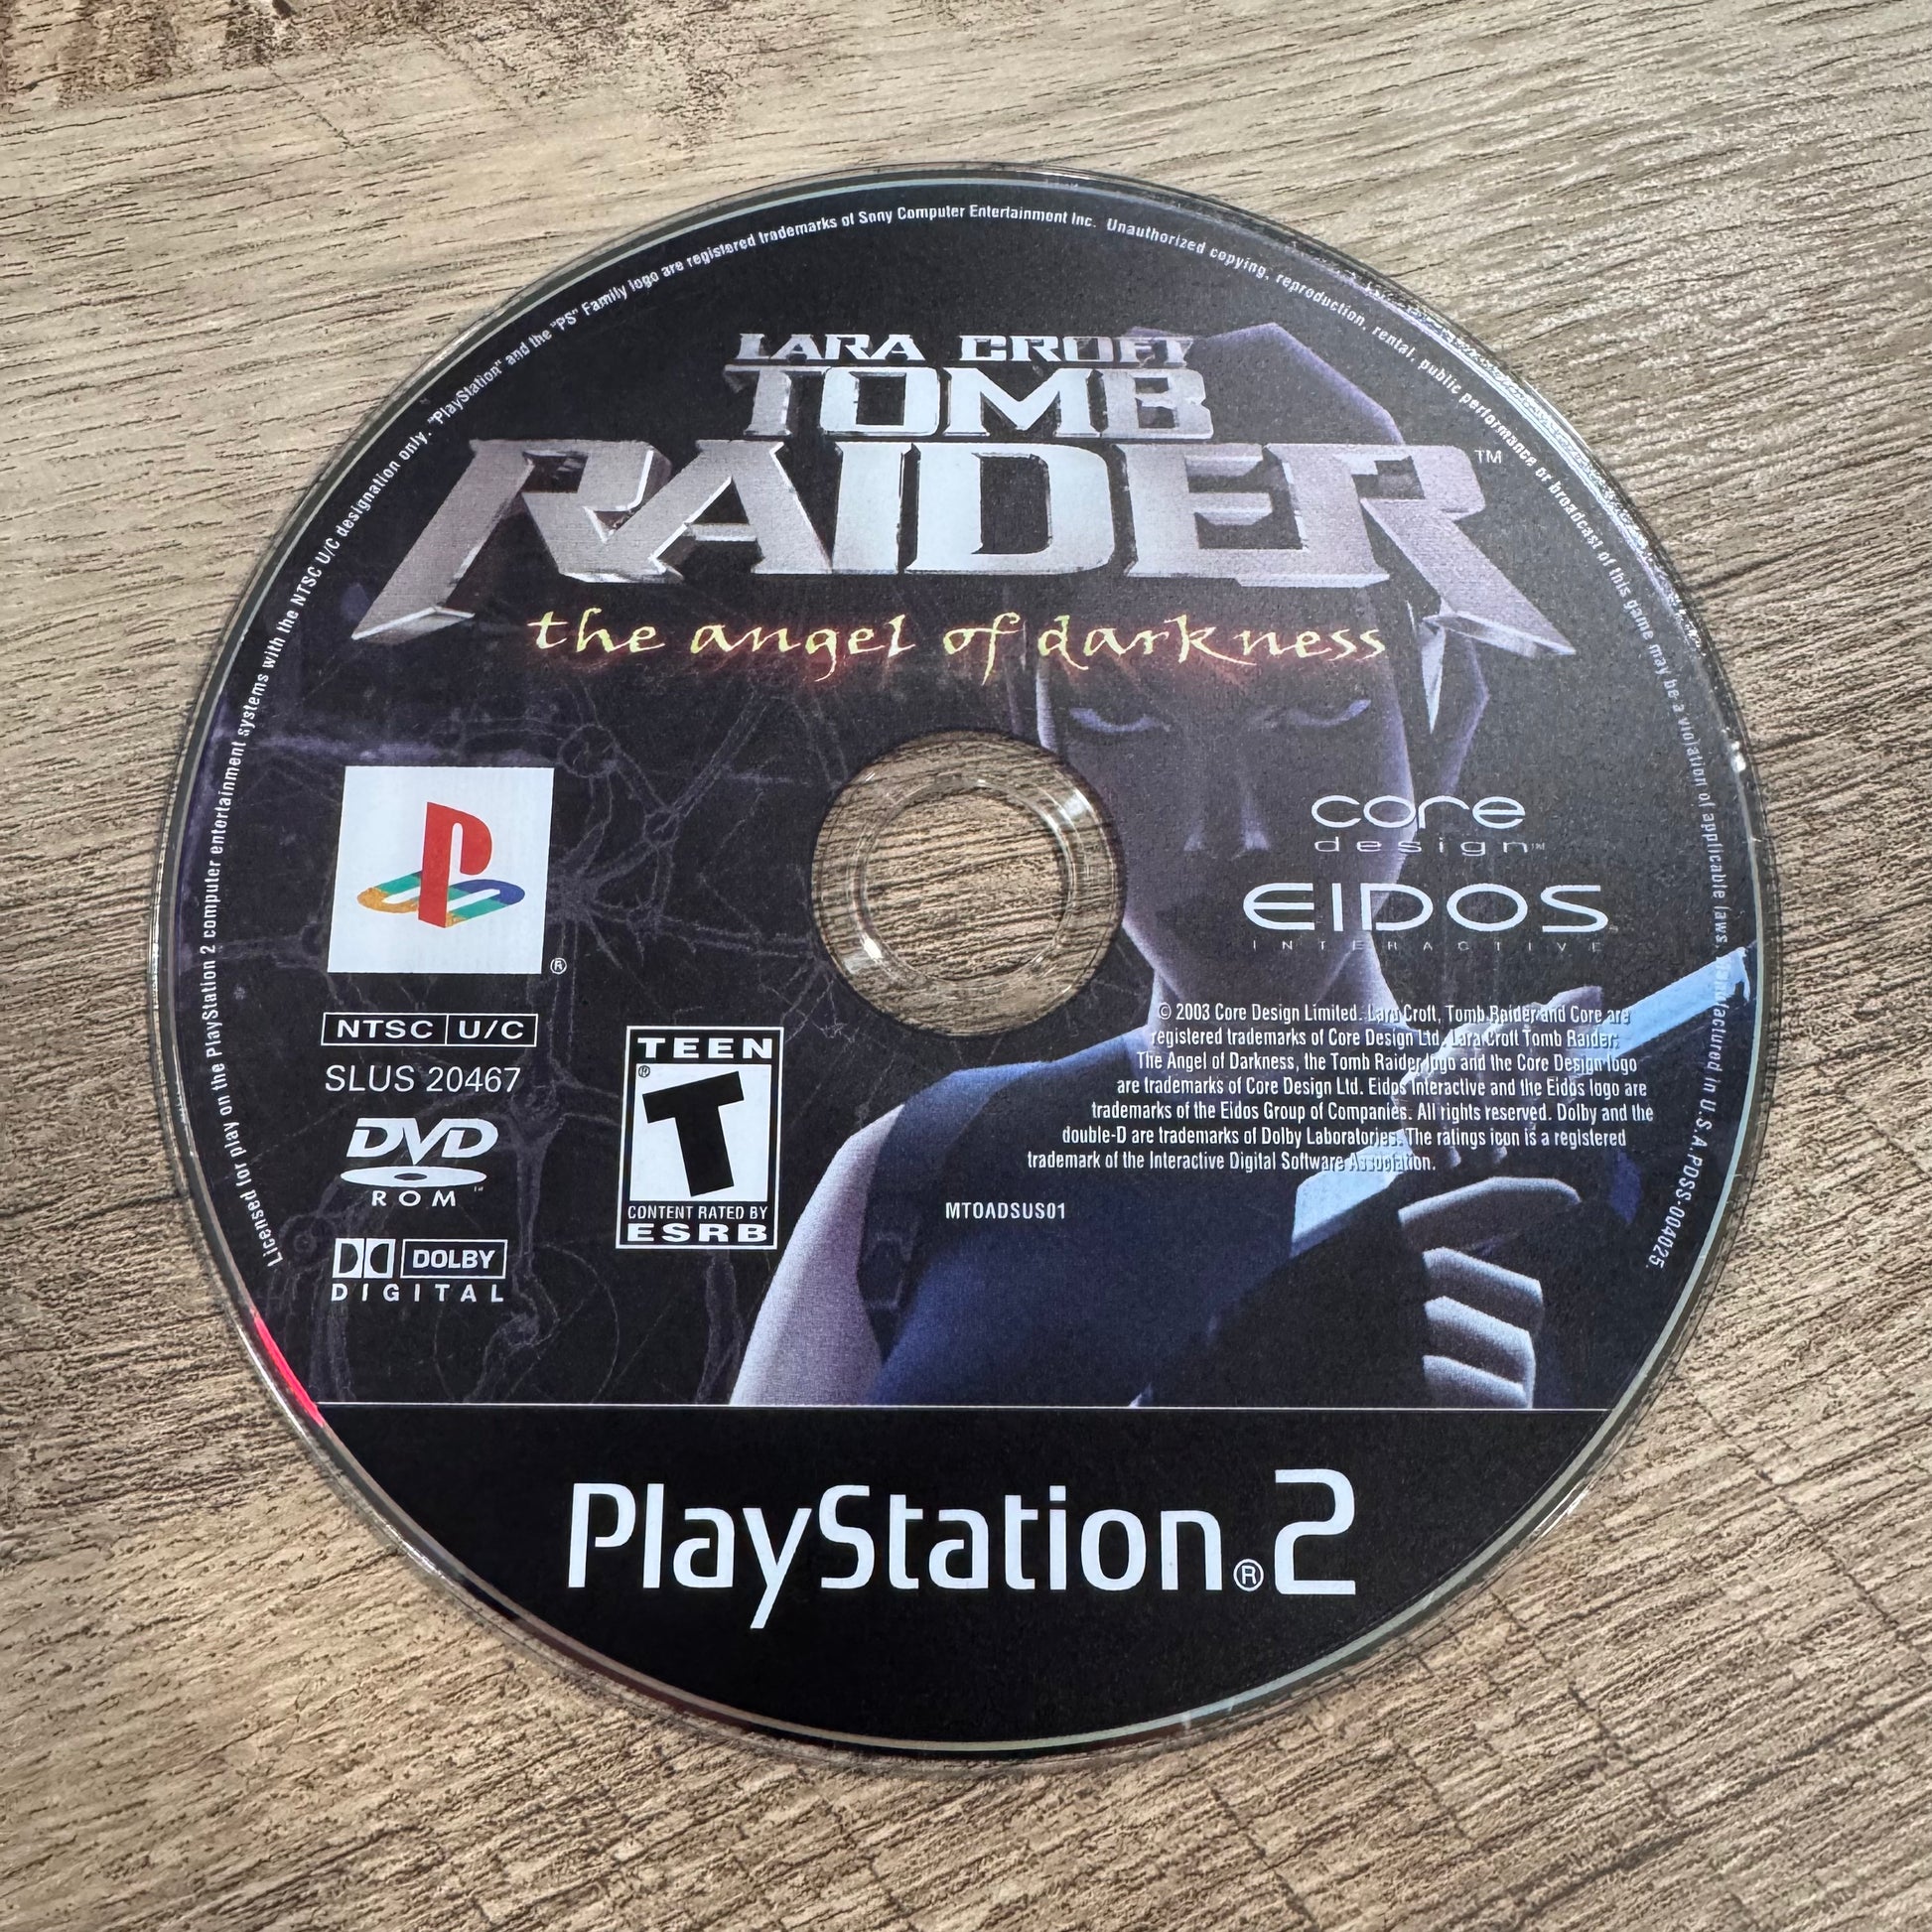 Licensed for play on the PlayStation 2 computer entertainment systems with the NTSC U/C designation only. "PlayStation" and the "PS" Family logo are registered trademarks of Sony Computer Entertainment Inc. Unauthorized copying, reproduction, rental, public performance or broadcast of this game may be a violation of applicable laws. Manufactured in U.S.A. PDSS-004025.
LARA CROFT
TOMB
RAIDER™
the angel of darkness
®
NTSC U/C
SLUS 20467
DVD
ROM™
DOLBY
DIGITAL
TEEN
®
T
CONTENT RATED BY
ESRB
core
design™
EIDOS
INTERACTIVE
© 2003 Core Design Limited. Lara Croft, Tomb Raider and Core are
registered trademarks of Core Design Ltd. Lara Croft Tomb Raider:
The Angel of Darkness, the Tomb Raider logo and the Core Design logo
are trademarks of Core Design Ltd. Eidos Interactive and the Eidos logo are
trademarks of the Eidos Group of Companies. All rights reserved. Dolby and the
double-D are trademarks of Dolby Laboratories. The ratings icon is a registered
trademark of the Interactive Digital Software Association.
MTOADSUS01
PlayStation®2